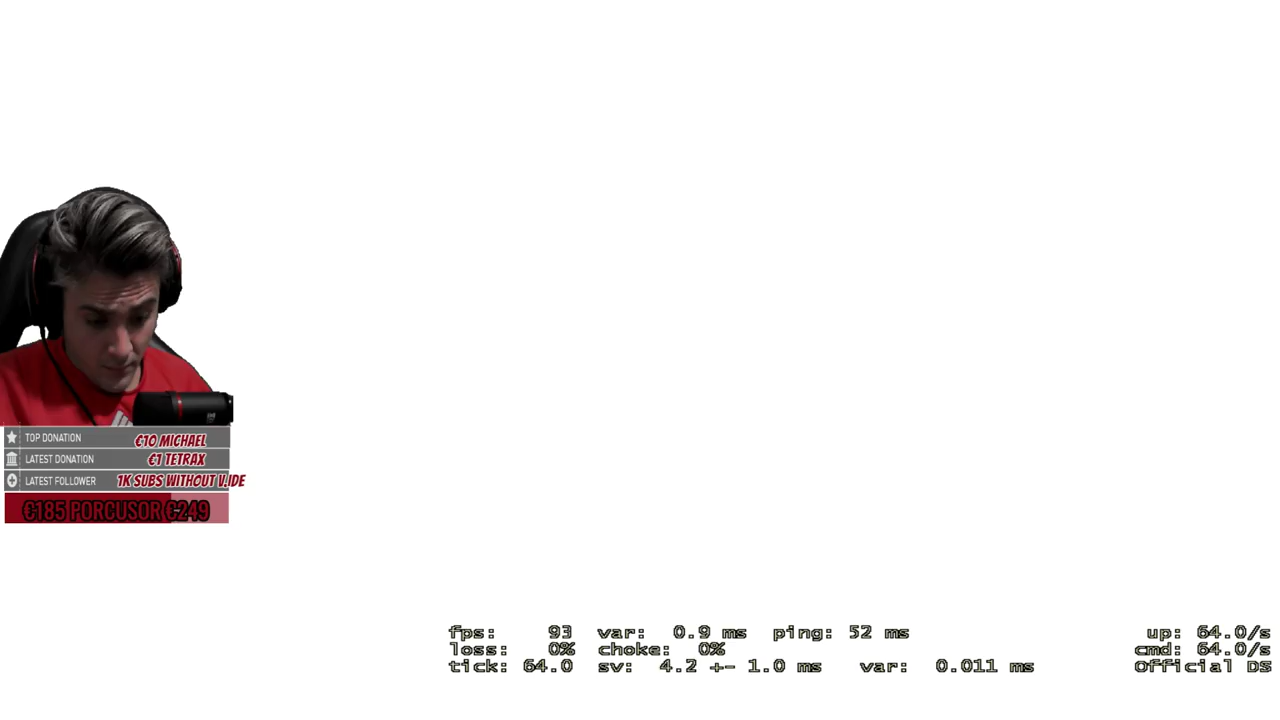 TOP DONATION €10 MICHAEL
LATEST DONATION €1 TETRAX
LATEST FOLLOWER 1K SUBS WITHOUT V.IDE
€185 PORCUSOR €249
fps: 93 var: 0.9 ms ping: 52 ms up: 64.0/s
loss: 0% choke: 0% cmd: 64.0/s
tick: 64.0 sv: 4.2 +- 1.0 ms var: 0.011 ms Official DS